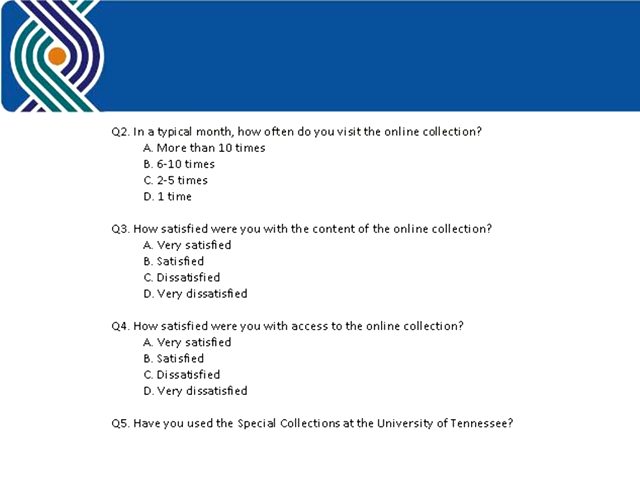 Q2. In a typical month, how often do you visit the online collection?
A. More than 10 times
B. 6-10 times
C. 2-5 times
D. 1 time
Q3. How satisfied were you with the content of the online collection?
A. Very satisfied
B. Satisfied
C. Dissatisfied
D. Very dissatisfied
Q4. How satisfied were you with access to the online collection?
A. Very satisfied
B. Satisfied
C. Dissatisfied
D. Very dissatisfied
Q5. Have you used the Special Collections at the University of Tennessee?